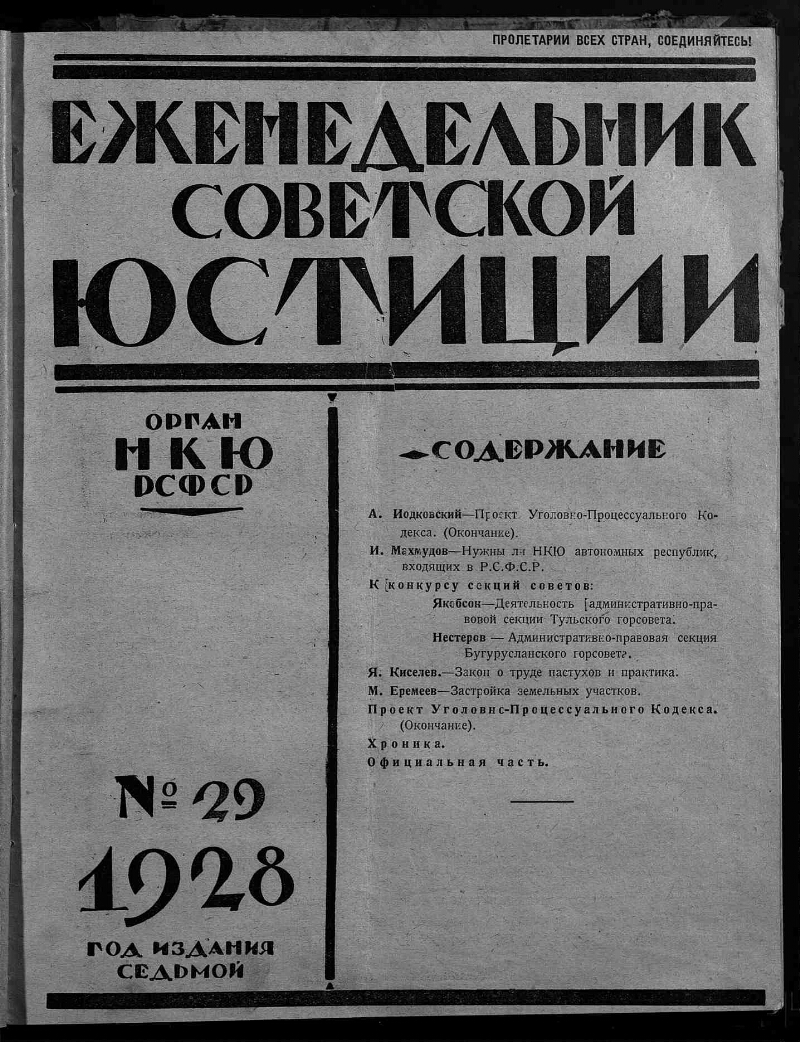 ПРОЛЕТАРИИ ВСЕХ СТРАН, СОЕДИНЯЙТЕСЬ!
ЕЖЕНЕДЕЛЬНИК
СОВЕТСКОЙ
ЮСТИЦИИ
ОРГАН
НКЮ
РСФСР
№ 29
1928
ГОД ИЗДАНИЯ
СЕДЬМОЙ
СОДЕРЖАНИЕ
А. Иодковский—Проект Уголовно-Процессуального Ко-
декса. (Окончание).
И. Махмудов—Нужны ли НКЮ автономных республик,
входящих в Р.С.Ф.С.Р.
К [конкурсу секций советов:
Якобсон—Деятельность [административно-пра-
вовой секции Тульского горсовета.
Нестеров — Административно-правовая секция
Бугурусланского горсовета.
Я. Киселев.—Закон о труде пастухов и практика.
М. Еремеев—Застройка земельных участков.
Проект Уголовно-Процессуального Кодекса.
(Окончание).
Хроника.
Официальная часть.